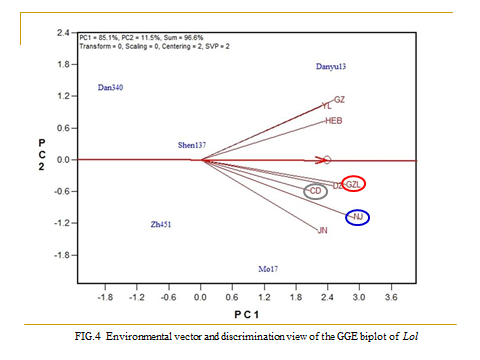 PC1 = 85.1%, PC2 = 11.5%, Sum = 96.6%
Transform = 0, Scaling = 0, Centering = 2, SVP = 2
2.4
1.8
1.2
0.6
0.0
-0.6
-1.2
-1.8
PC2
Danyu13
Dan340
GZ
YL
HEB
Shen137
DZ
GZL
CD
NJ
Zh451
JN
Mo17
-1.8 -1.2 -0.6 0.0 0.6 1.2 1.8 2.4 3.0 3.6
PC1
FIG.4 Environmental vector and discrimination view of the GGE biplot of Lol